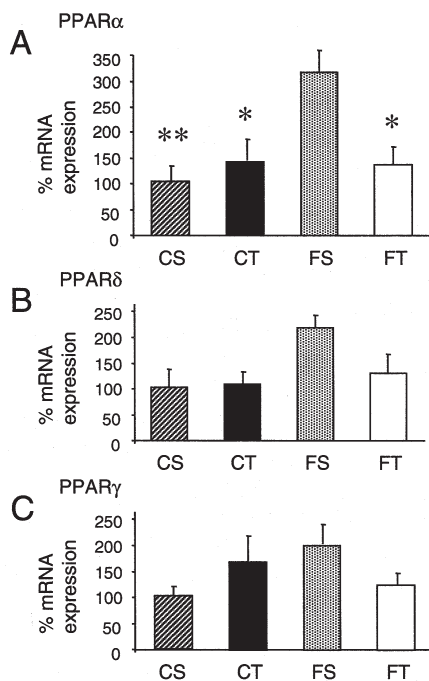 PPARα
A
% mRNA
expression
350
300
250
200
150
100
50
0
** * *
CS CT FS FT
PPARδ
B
% mRNA
expression
250
200
150
100
50
0
CS CT FS FT
PPARγ
C
% mRNA
expression
250
200
150
100
50
0
CS CT FS FT